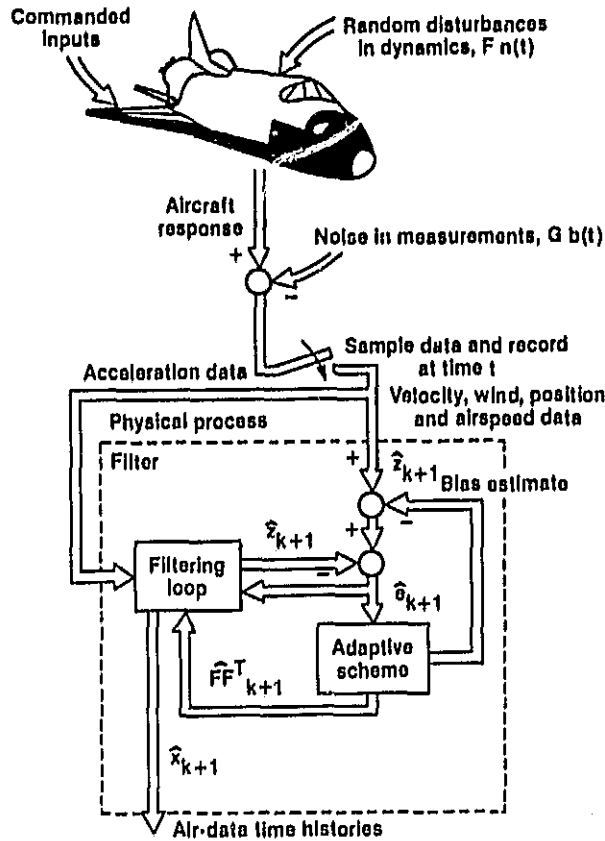 Commanded
inputs
Random disturbances
in dynamics, F n(t)
Aircraft
response
+
Noise in measurements, G b(t)
−
Sample data and record
at time t
Acceleration data
Velocity, wind, position
and airspeed data
Physical process
Filter
+
ẑk+1
Bias estimate
−
+
ẑk+1
−
Filtering
loop
êk+1
Adaptive
scheme
F̂F̂ᵀk+1
x̂k+1
Air-data time histories